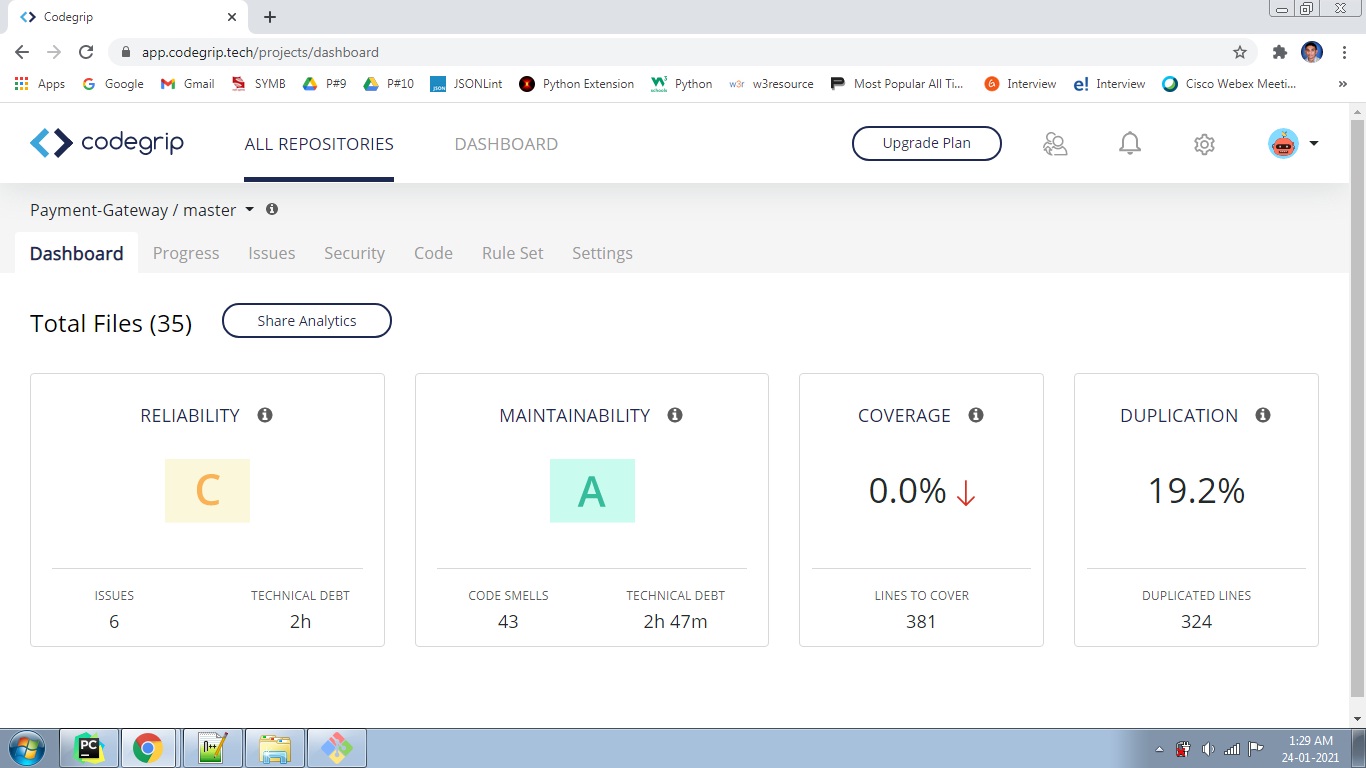 Codegrip
app.codegrip.tech/projects/dashboard
Apps Google Gmail SYMB P#9 P#10 JSONLint Python Extension Python w3resource Most Popular All Ti... Interview Interview Cisco Webex Meeti... »
codegrip ALL REPOSITORIES DASHBOARD Upgrade Plan
Payment-Gateway / master
Dashboard Progress Issues Security Code Rule Set Settings
Total Files (35) Share Analytics
RELIABILITY MAINTAINABILITY COVERAGE DUPLICATION
C A 0.0% 19.2%
ISSUES TECHNICAL DEBT CODE SMELLS TECHNICAL DEBT LINES TO COVER DUPLICATED LINES
6 2h 43 2h 47m 381 324
1:29 AM
24-01-2021